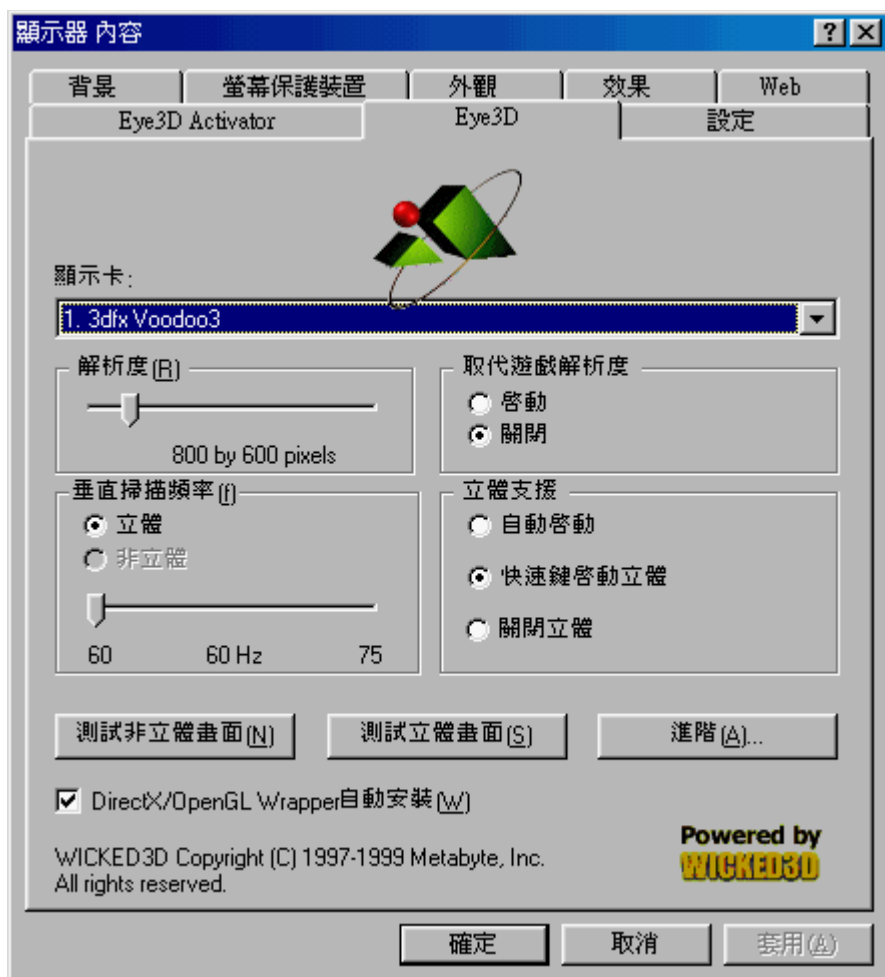 顯示器 內容
背景 螢幕保護裝置 外觀 效果 Web
Eye3D Activator Eye3D 設定
顯示卡:
1. 3dfx Voodoo3
解析度(R)
800 by 600 pixels
取代遊戲解析度
啓動
關閉
垂直掃描頻率(f)
立體
非立體
60 60 Hz 75
立體支援
自動啓動
快速鍵啓動立體
關閉立體
測試非立體畫面(N) 測試立體畫面(S) 進階(A)...
DirectX/OpenGL Wrapper自動安裝(W)
WICKED3D Copyright (C) 1997-1999 Metabyte, Inc.
All rights reserved.
Powered by
WICKED3D
確定 取消 套用(A)